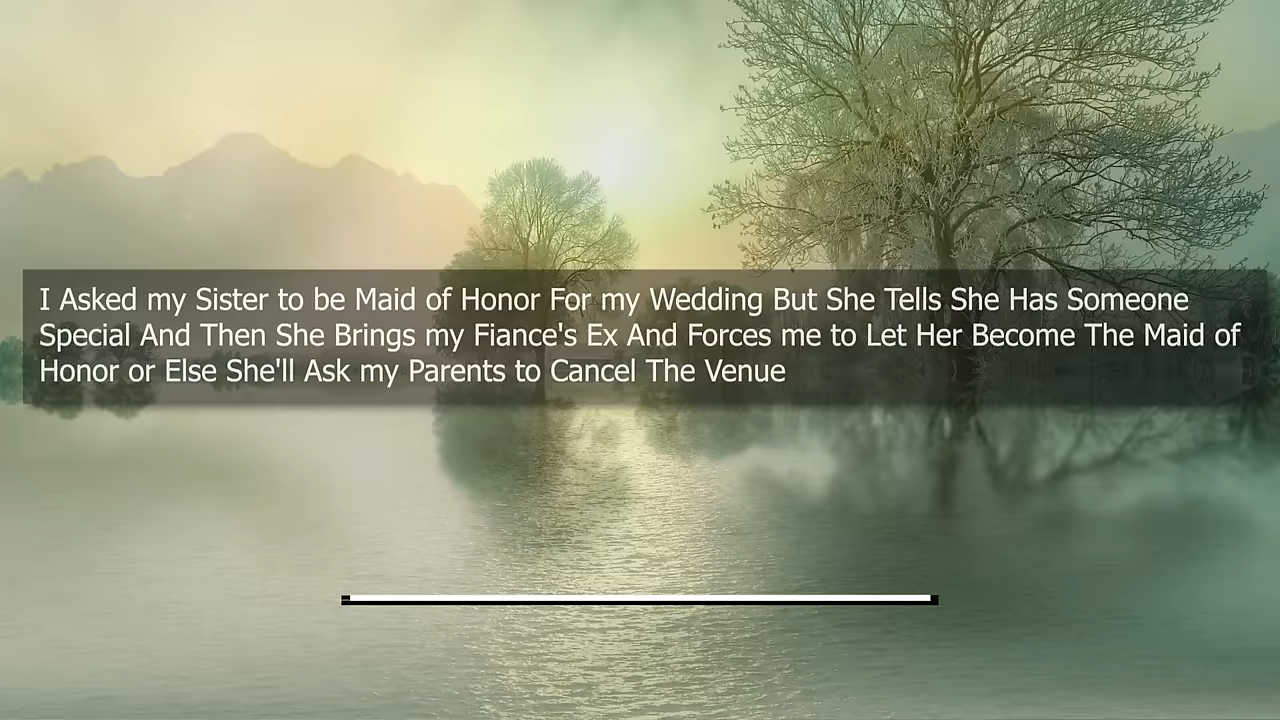 I Asked my Sister to be Maid of Honor For my Wedding But She Tells She Has Someone
Special And Then She Brings my Fiance's Ex And Forces me to Let Her Become The Maid of
Honor or Else She'll Ask my Parents to Cancel The Venue